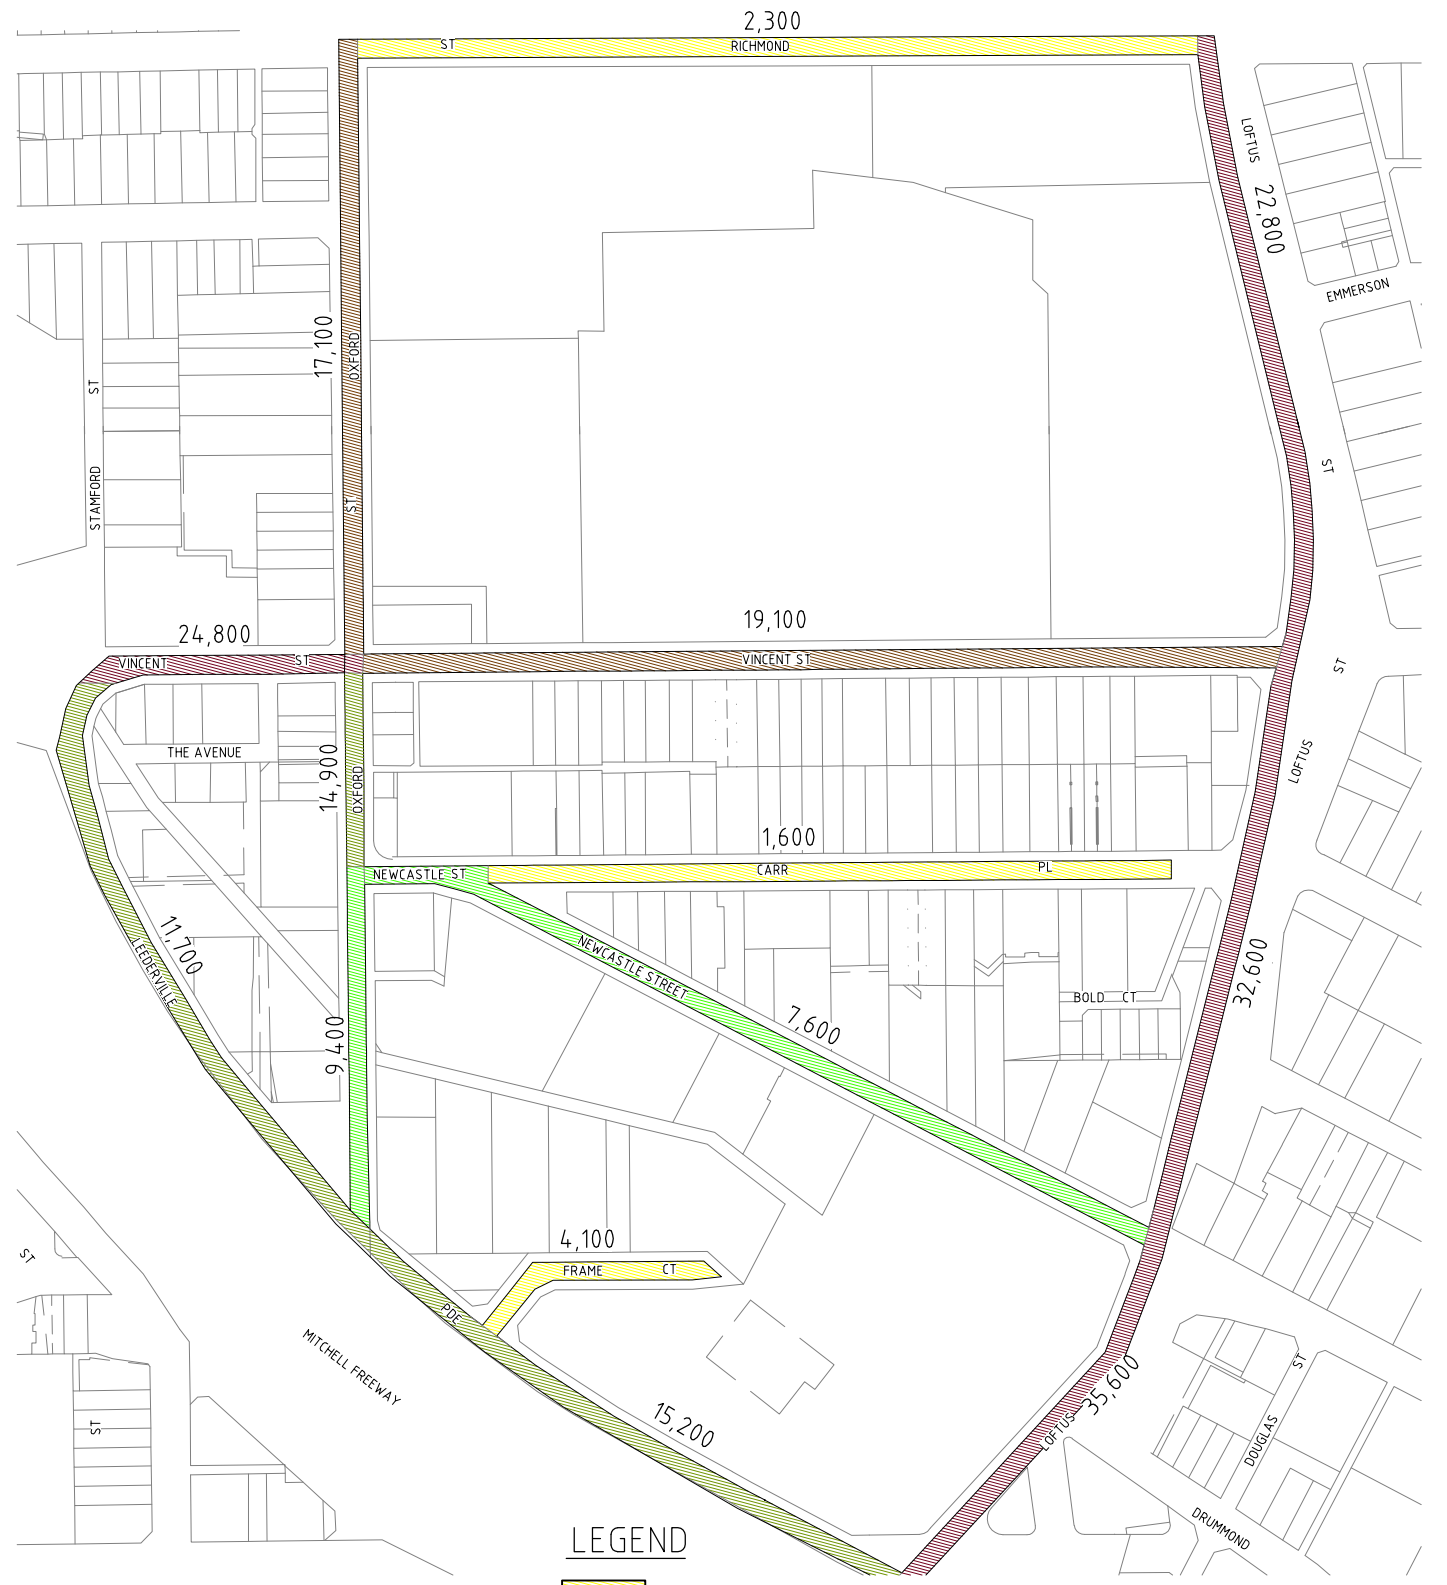 2,300
ST
RICHMOND
LOFTUS
22,800
EMMERSON
17,100
OXFORD
ST
STAMFORD
ST
ST
24,800
19,100
VINCENT
ST
VINCENT ST
ST
THE AVENUE
14,900
OXFORD
LOFTUS
1,600
NEWCASTLE ST
CARR
PL
11,700
LEEDERVILLE
NEWCASTLE STREET
32,600
BOLD CT
7,600
9,400
4,100
FRAME
CT
ST
PDE
MITCHELL FREEWAY
35,600
LOFTUS
ST
DOUGLAS
15,200
ST
DRUMMOND
LEGEND